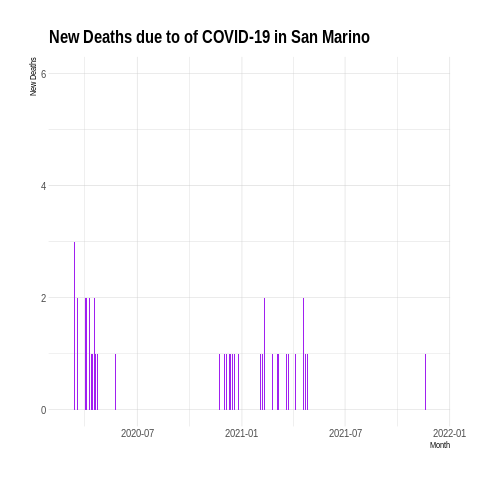 New Deaths due to of COVID-19 in San Marino
New Deaths
6
4
2
0
2020-07 2021-01 2021-07 2022-01
Month